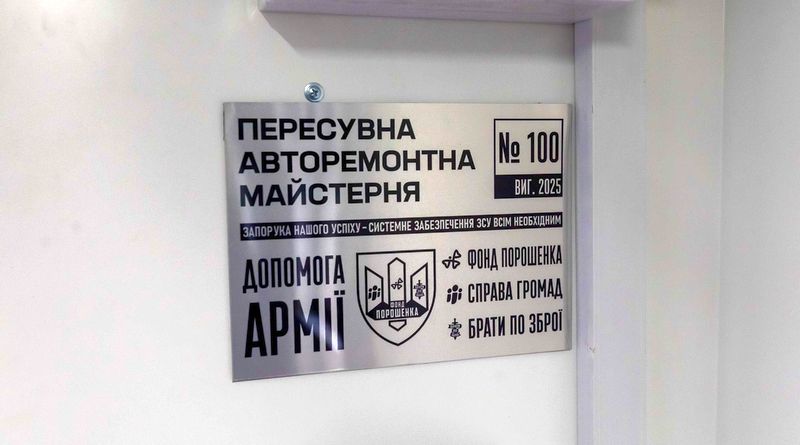 ПЕРЕСУВНА
АВТОРЕМОНТНА
МАЙСТЕРНЯ
№ 100
ВИГ. 2025
ЗАПОРУКА НАШОГО УСПІХУ - СИСТЕМНЕ ЗАБЕЗПЕЧЕННЯ ЗСУ ВСІМ НЕОБХІДНИМ
ДОПОМОГА
АРМІЇ
ФОНД
ПОРОШЕНКА
ФОНД ПОРОШЕНКА
СПРАВА ГРОМАД
БРАТИ ПО ЗБРОЇ